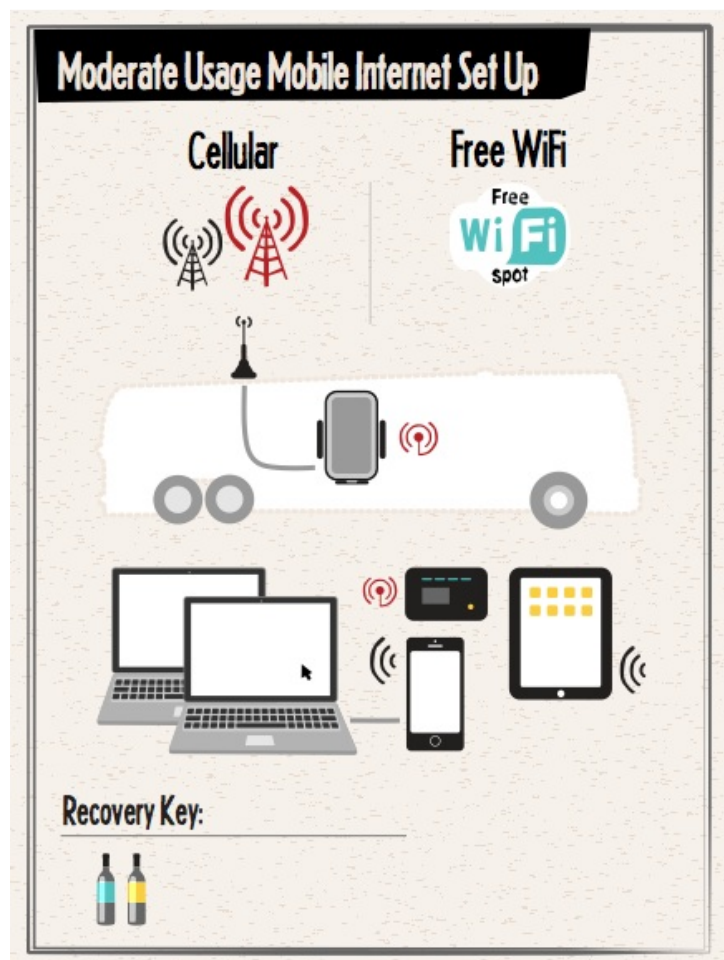 Moderate Usage Mobile Internet Set Up
Cellular
Free WiFi
Free
Wi Fi
spot
Recovery Key: